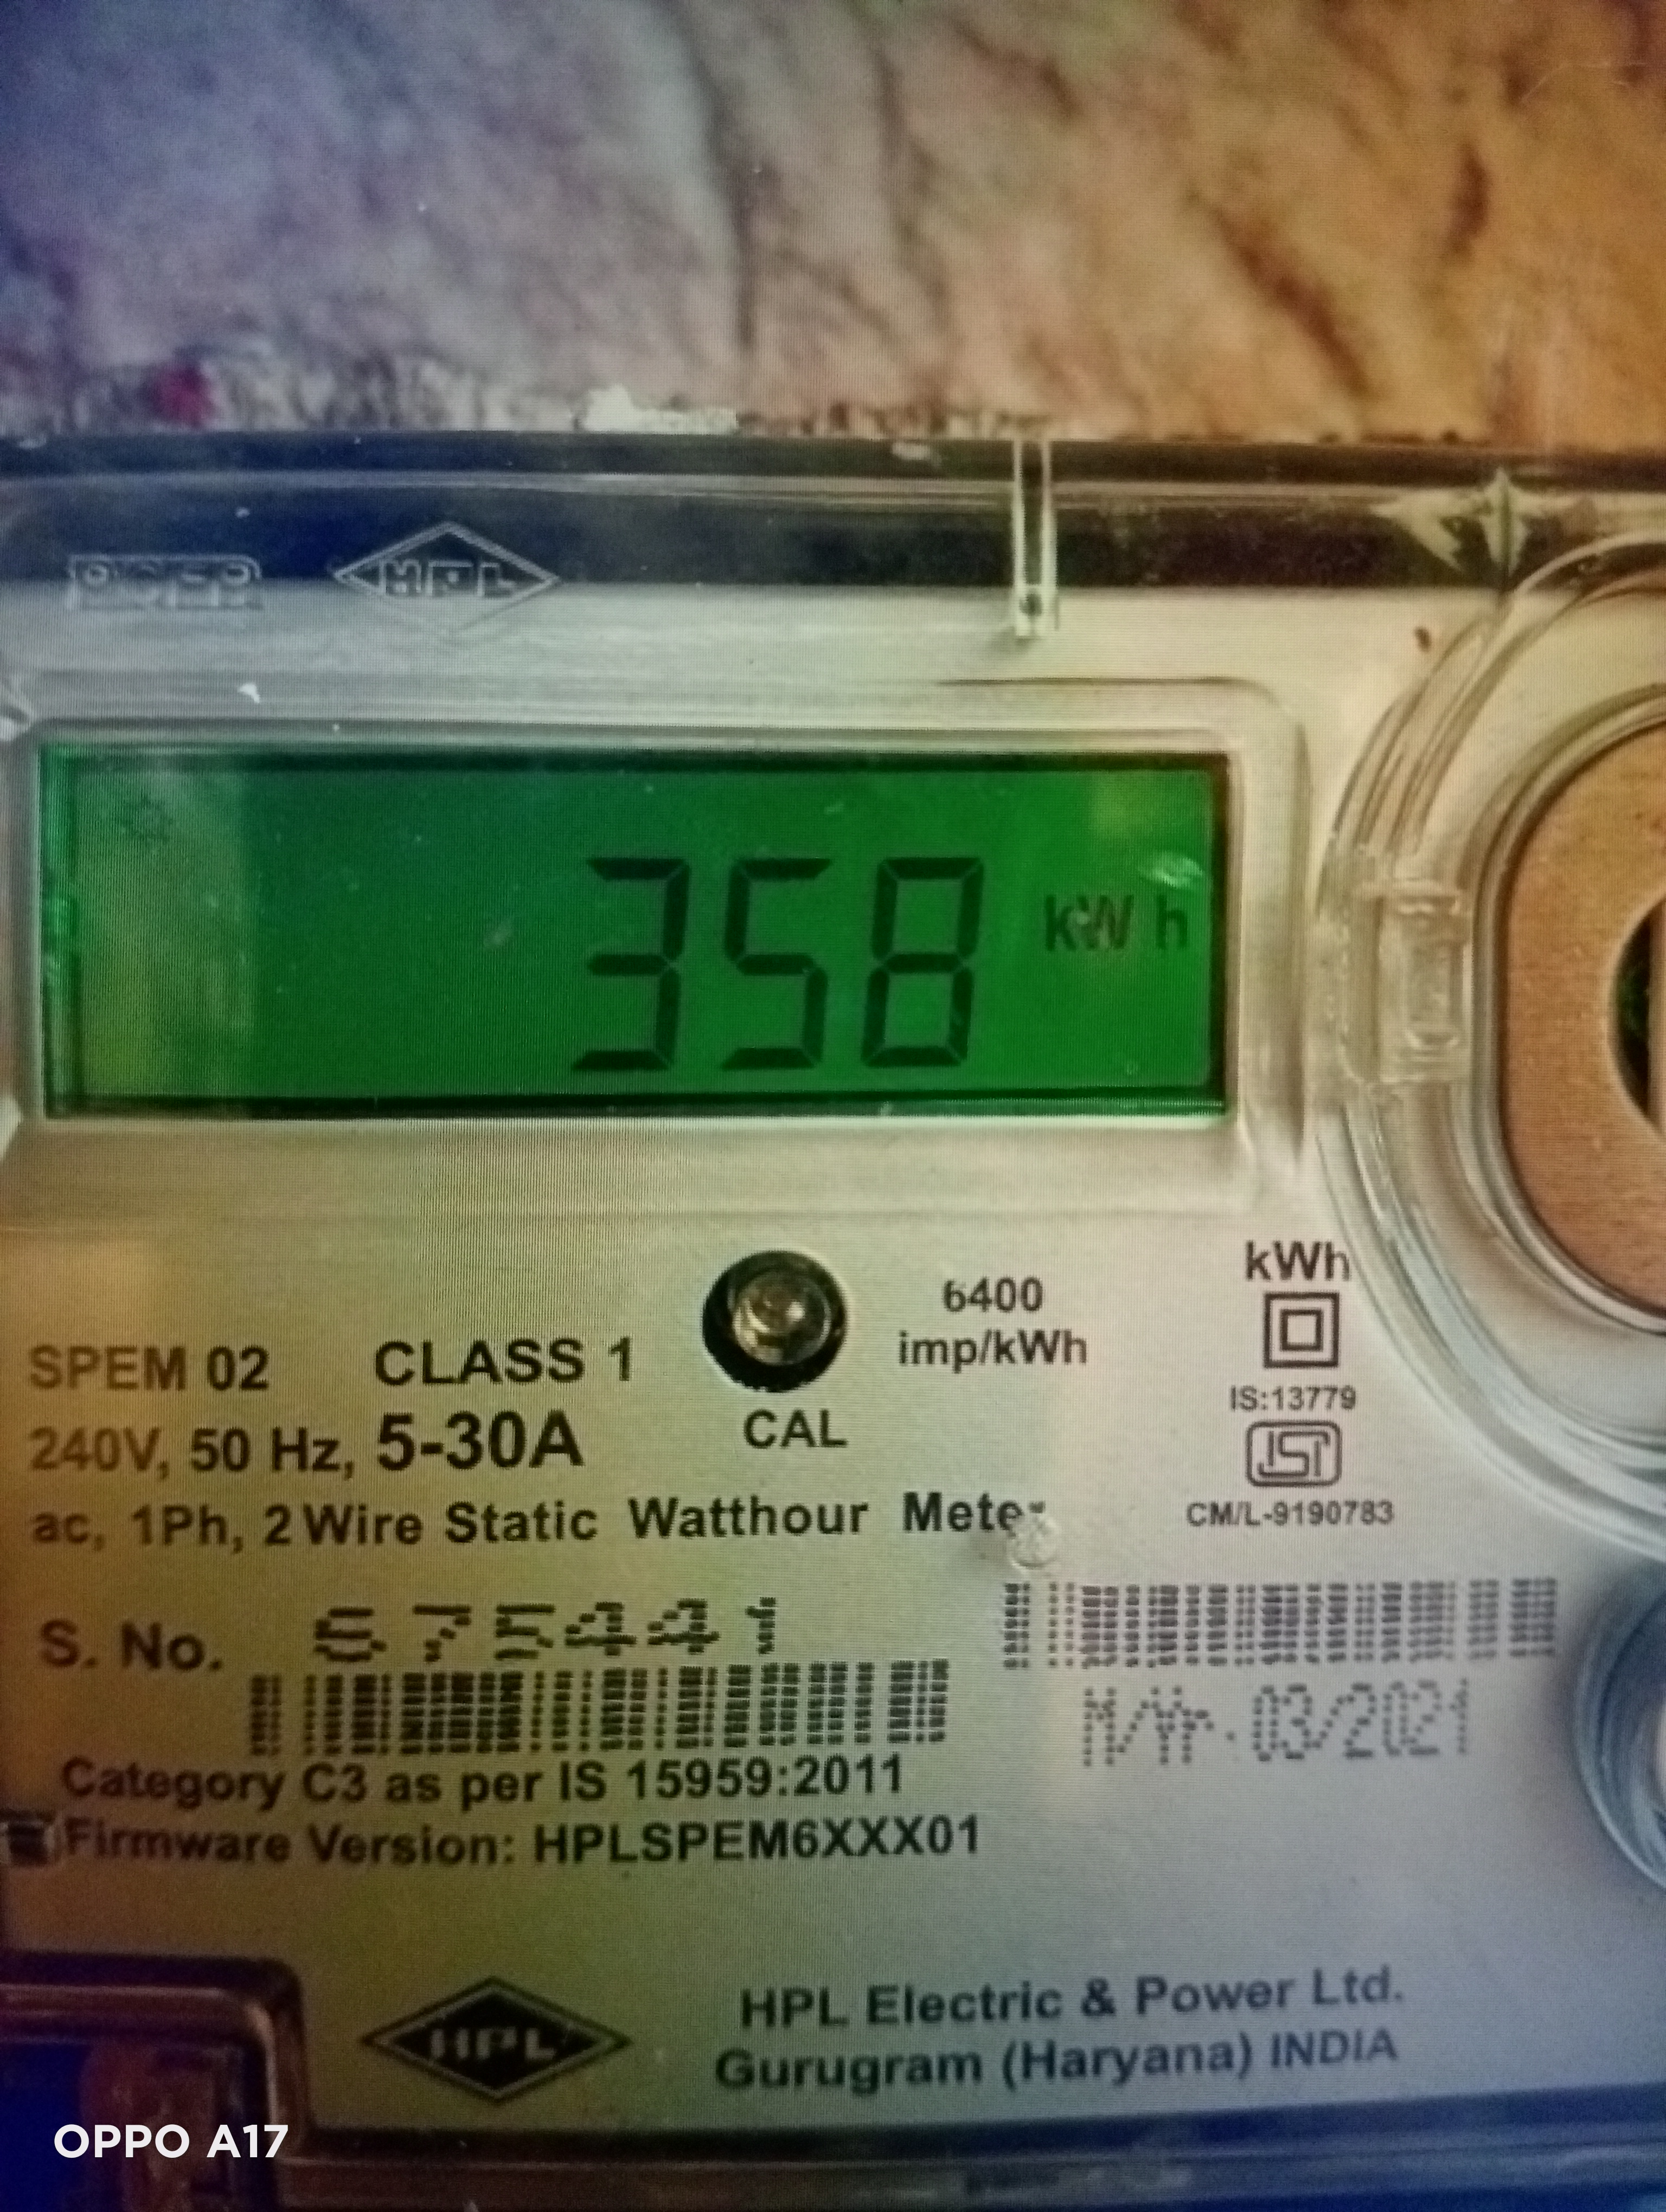 HPL
358 kWh
6400
imp/kWh
kWh
SPEM 02 CLASS 1
CAL
IS:13779
240V, 50 Hz, 5-30A
ac, 1Ph, 2 Wire Static Watthour Meter
CM/L-9190783
S. No. 675441
M/Yr.03/2021
Category C3 as per IS 15959:2011
Firmware Version: HPLSPEM6XXX01
HPL
HPL Electric & Power Ltd.
Gurugram (Haryana) INDIA
OPPO A17